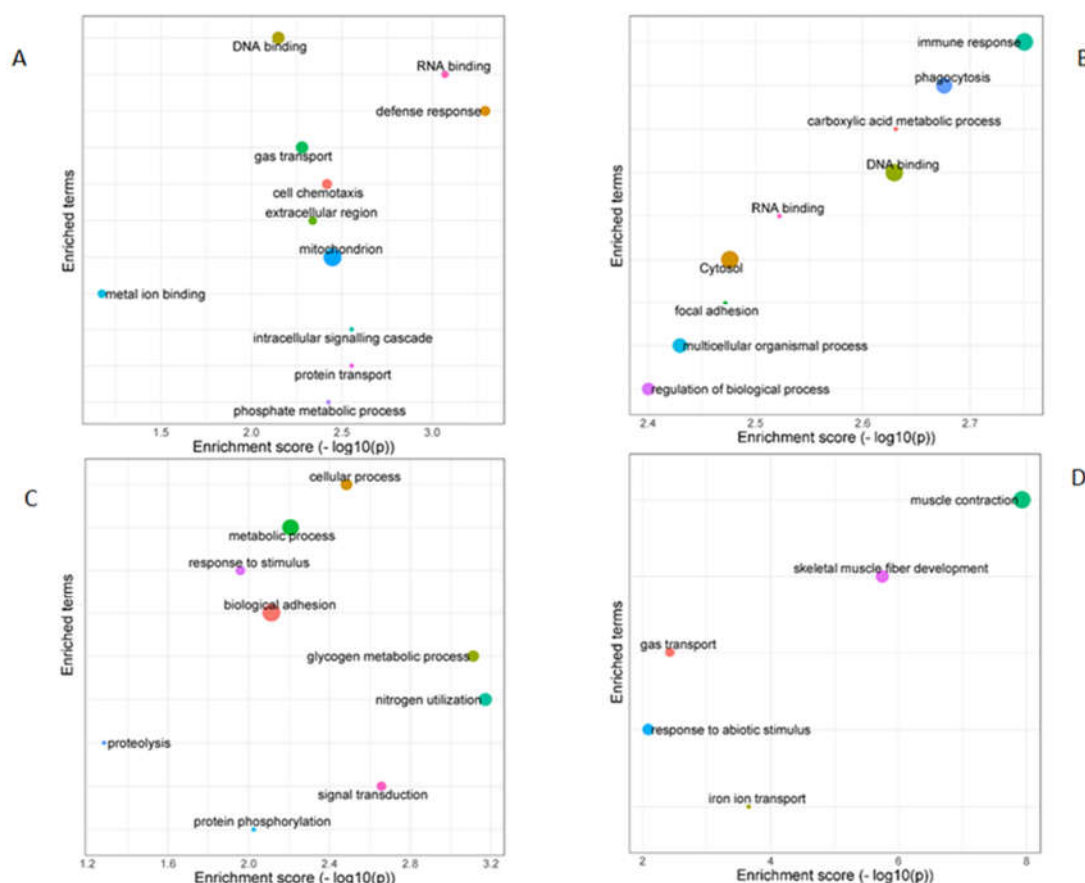 A
Enriched terms
DNA binding
RNA binding
defense response
gas transport
cell chemotaxis
extracellular region
mitochondrion
metal ion binding
intracellular signalling cascade
protein transport
phosphate metabolic process
1.5 2.0 2.5 3.0
Enrichment score (- log10(p))
B
Enriched terms
immune response
phagocytosis
carboxylic acid metabolic process
DNA binding
RNA binding
Cytosol
focal adhesion
multicellular organismal process
regulation of biological process
2.4 2.5 2.6 2.7
Enrichment score (- log10(p))
C
Enriched terms
cellular process
metabolic process
response to stimulus
biological adhesion
glycogen metabolic process
nitrogen utilization
proteolysis
signal transduction
protein phosphorylation
1.2 1.6 2.0 2.4 2.8 3.2
Enrichment score (- log10(p))
D
Enriched terms
muscle contraction
skeletal muscle fiber development
gas transport
response to abiotic stimulus
iron ion transport
2 4 6 8
Enrichment score (- log10(p))